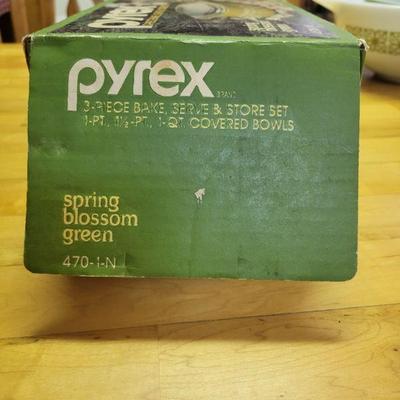 pyrex
BRAND
3-PIECE BAKE, SERVE & STORE SET
1-PT., 1½-PT., 1-QT. COVERED BOWLS
spring
blossom
green
470-1-N